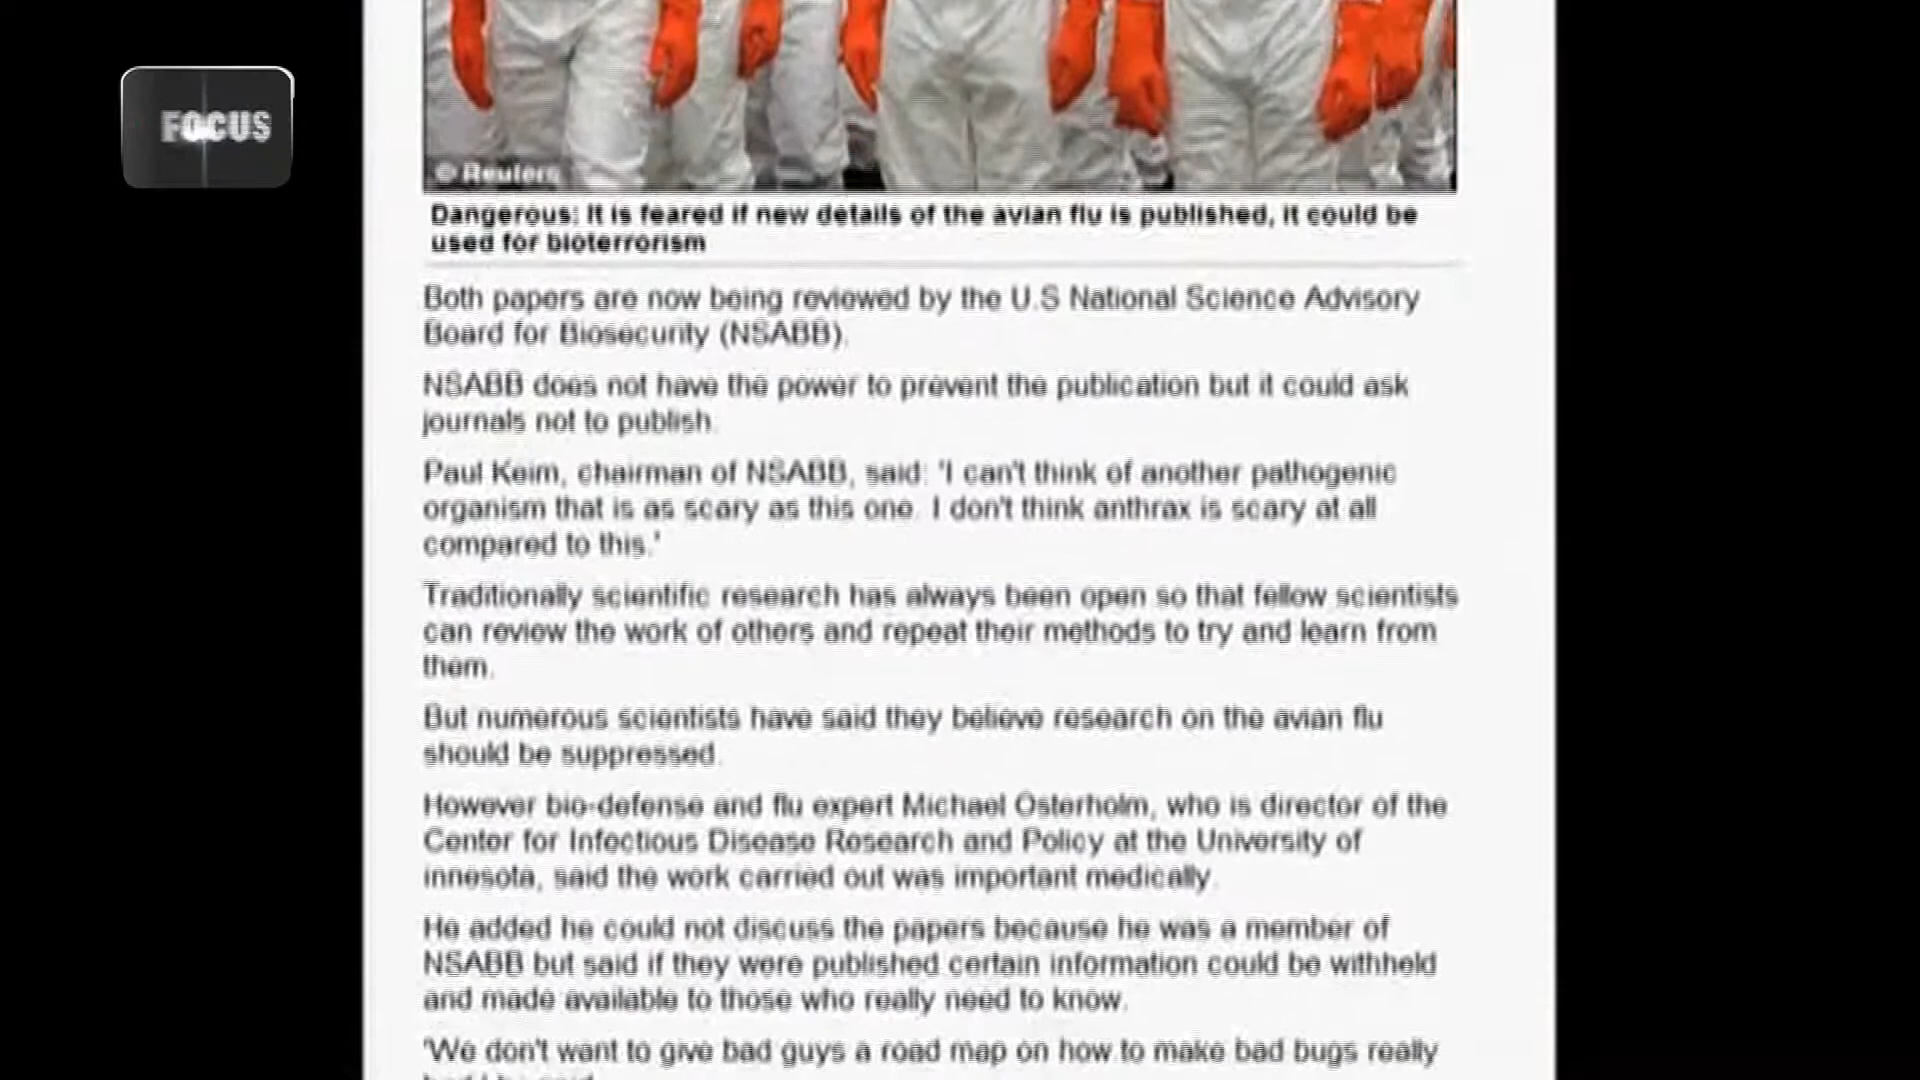 FOCUS
© Reuters
Dangerous: It is feared if new details of the avian flu is published, it could be
used for bioterrorism
Both papers are now being reviewed by the U.S National Science Advisory
Board for Biosecurity (NSABB).
NSABB does not have the power to prevent the publication but it could ask
journals not to publish.
Paul Keim, chairman of NSABB, said: 'I can't think of another pathogenic
organism that is as scary as this one. I don't think anthrax is scary at all
compared to this.'
Traditionally scientific research has always been open so that fellow scientists
can review the work of others and repeat their methods to try and learn from
them.
But numerous scientists have said they believe research on the avian flu
should be suppressed.
However bio-defense and flu expert Michael Osterholm, who is director of the
Center for Infectious Disease Research and Policy at the University of
innesota, said the work carried out was important medically.
He added he could not discuss the papers because he was a member of
NSABB but said if they were published certain information could be withheld
and made available to those who really need to know.
'We don't want to give bad guys a road map on how to make bad bugs really